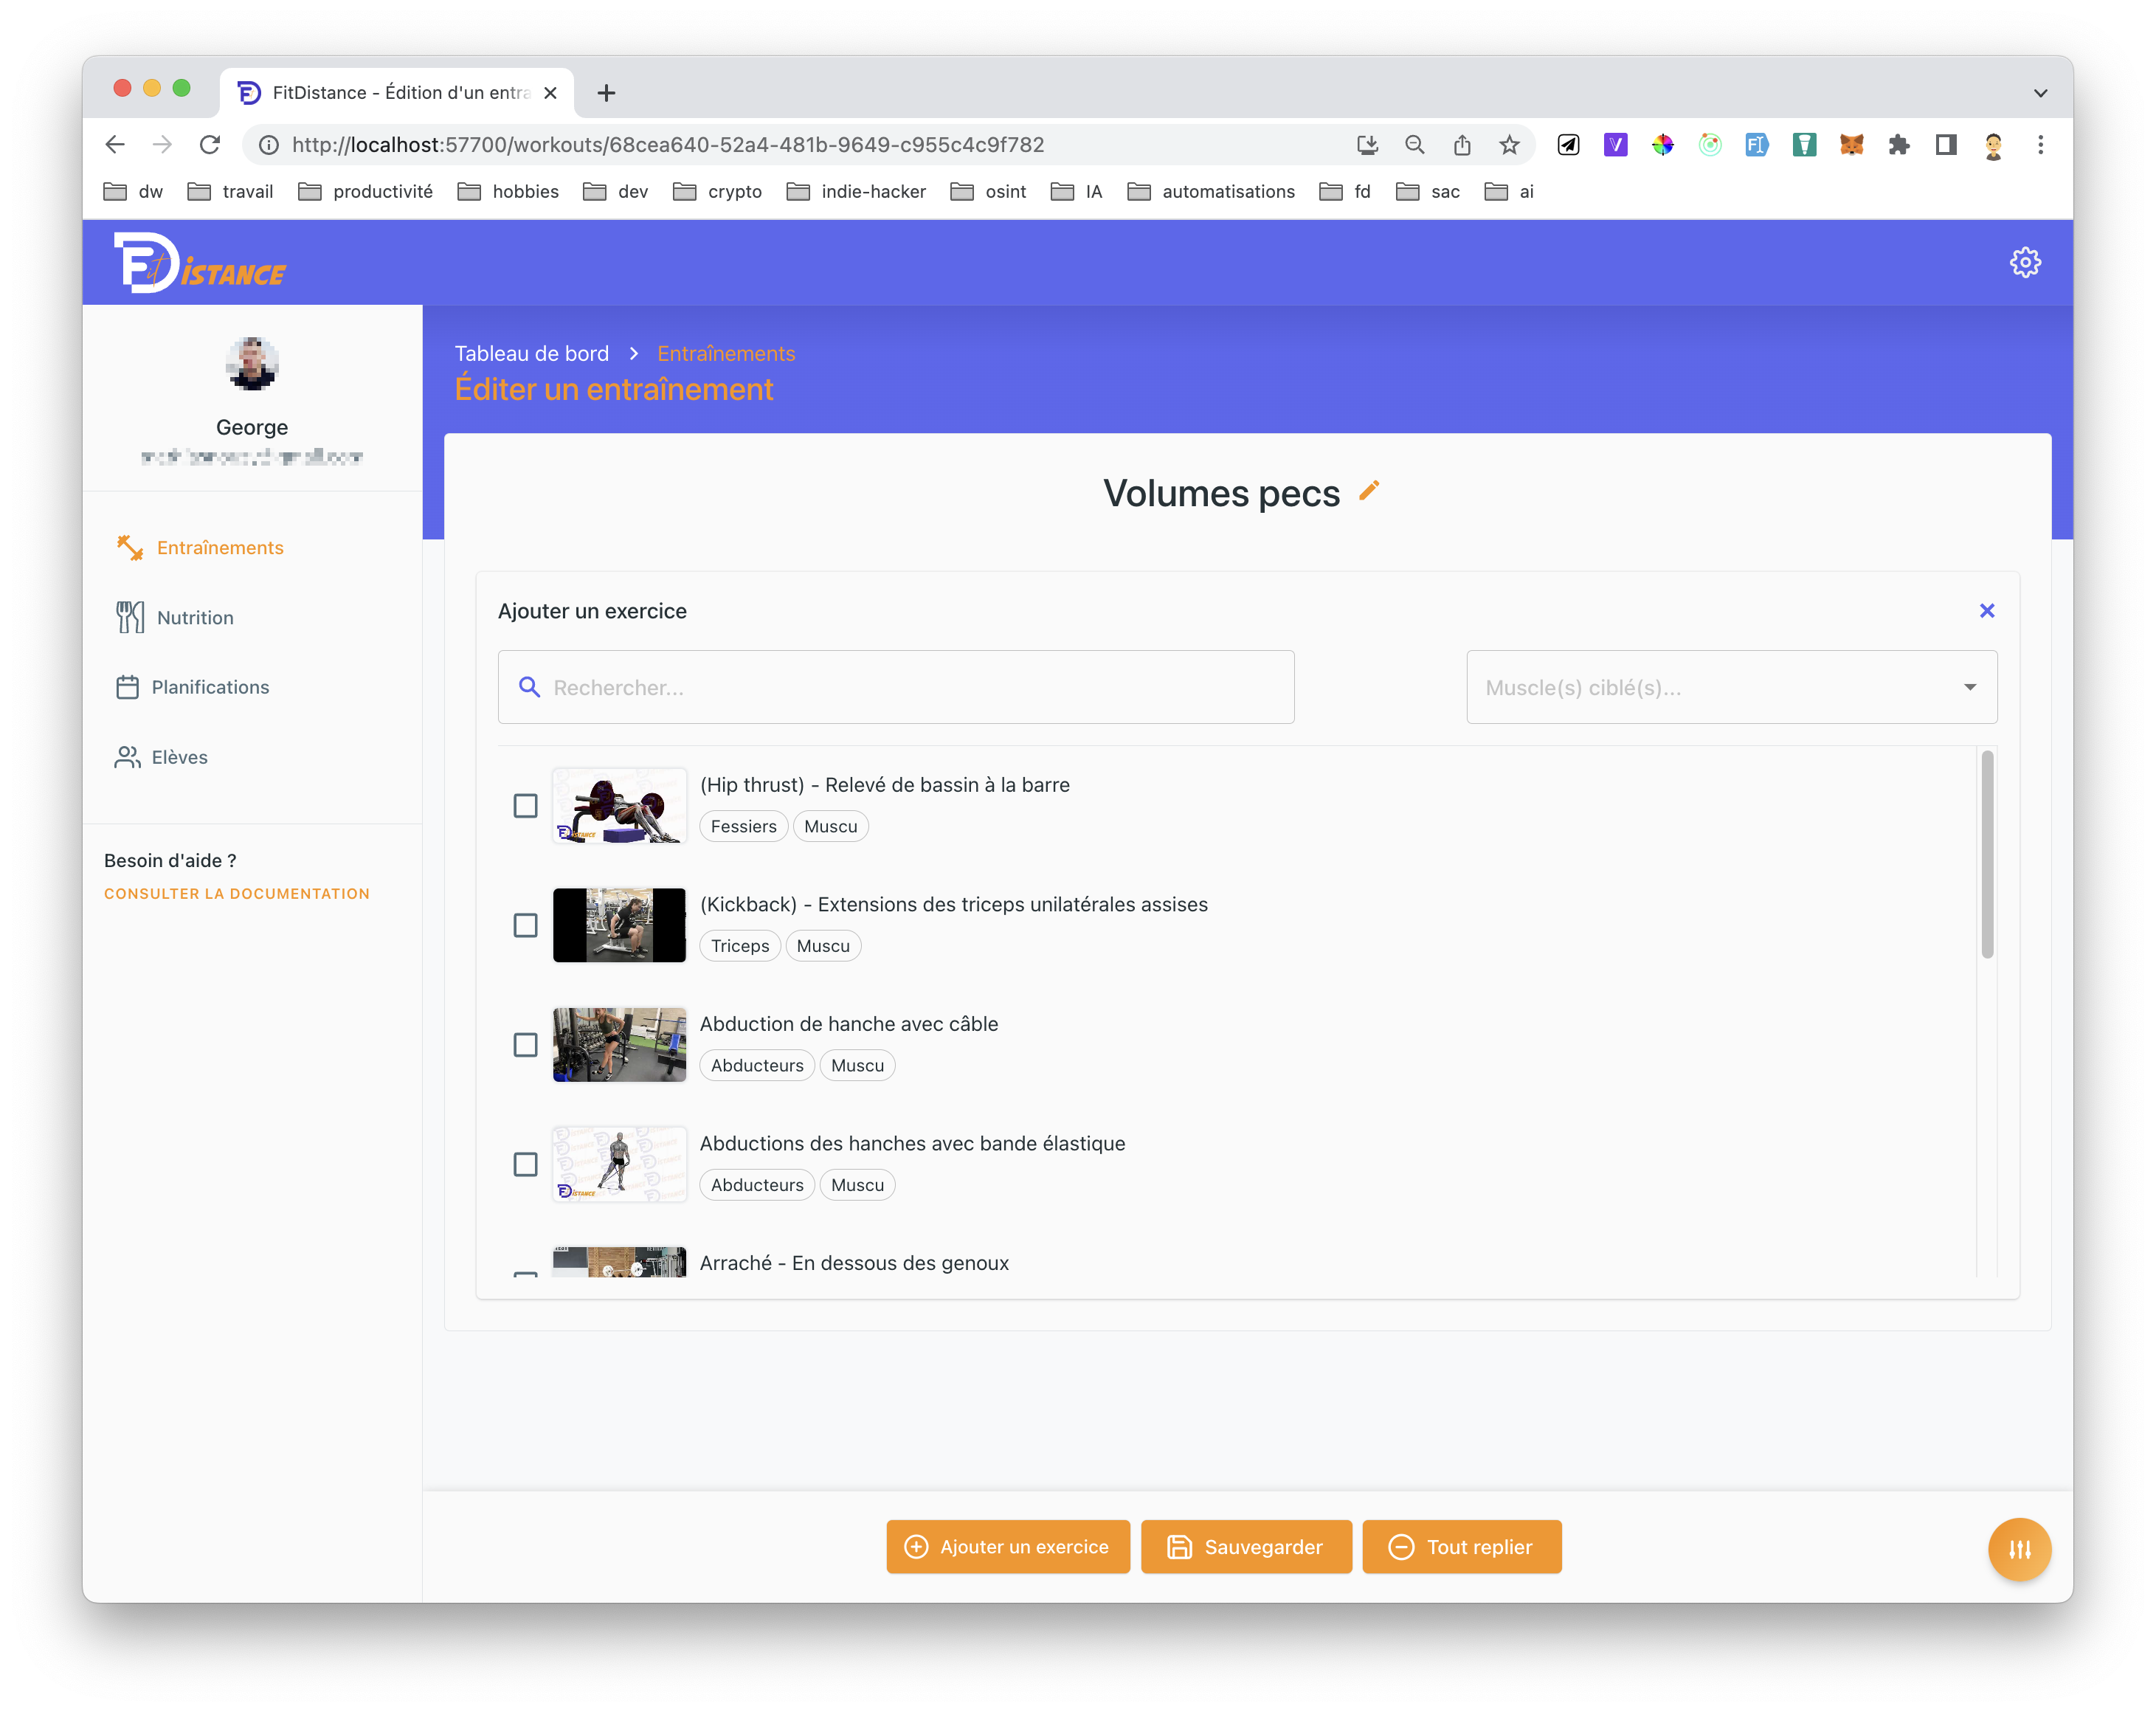 FitDistance - Édition d'un entra
http://localhost:57700/workouts/68cea640-52a4-481b-9649-c955c4c9f782
dw travail productivité hobbies dev crypto indie-hacker osint IA automatisations fd sac ai
FitDistance
Tableau de bord > Entraînements
Éditer un entraînement
George
Entraînements
Nutrition
Planifications
Elèves
Besoin d'aide ?
CONSULTER LA DOCUMENTATION
Volumes pecs
Ajouter un exercice
Rechercher...
Muscle(s) ciblé(s)...
(Hip thrust) - Relevé de bassin à la barre
Fessiers Muscu
(Kickback) - Extensions des triceps unilatérales assises
Triceps Muscu
Abduction de hanche avec câble
Abducteurs Muscu
Abductions des hanches avec bande élastique
Abducteurs Muscu
Arraché - En dessous des genoux
Ajouter un exercice Sauvegarder Tout replier